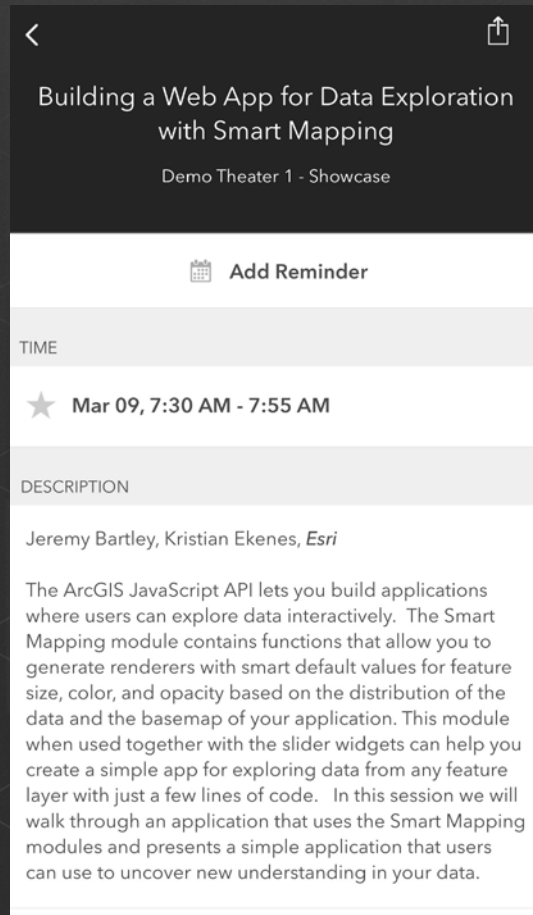 Building a Web App for Data Exploration
with Smart Mapping
Demo Theater 1 - Showcase
Add Reminder
TIME
Mar 09, 7:30 AM - 7:55 AM
DESCRIPTION
Jeremy Bartley, Kristian Ekenes, Esri
The ArcGIS JavaScript API lets you build applications
where users can explore data interactively.  The Smart
Mapping module contains functions that allow you to
generate renderers with smart default values for feature
size, color, and opacity based on the distribution of the
data and the basemap of your application. This module
when used together with the slider widgets can help you
create a simple app for exploring data from any feature
layer with just a few lines of code.   In this session we will
walk through an application that uses the Smart Mapping
modules and presents a simple application that users
can use to uncover new understanding in your data.